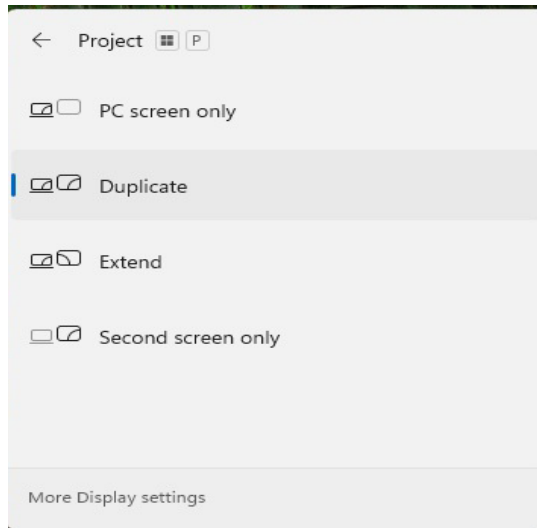 Project P
PC screen only
Duplicate
Extend
Second screen only
More Display settings